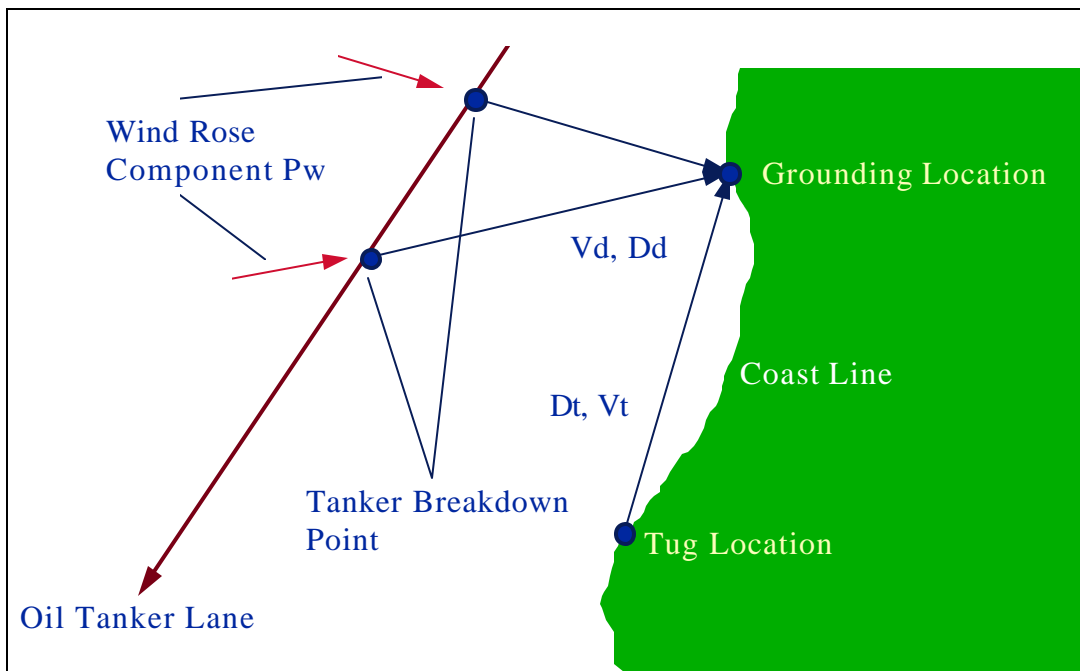 Wind Rose
Component Pw
Grounding Location
Vd, Dd
Coast Line
Dt, Vt
Tanker Breakdown
Point
Tug Location
Oil Tanker Lane